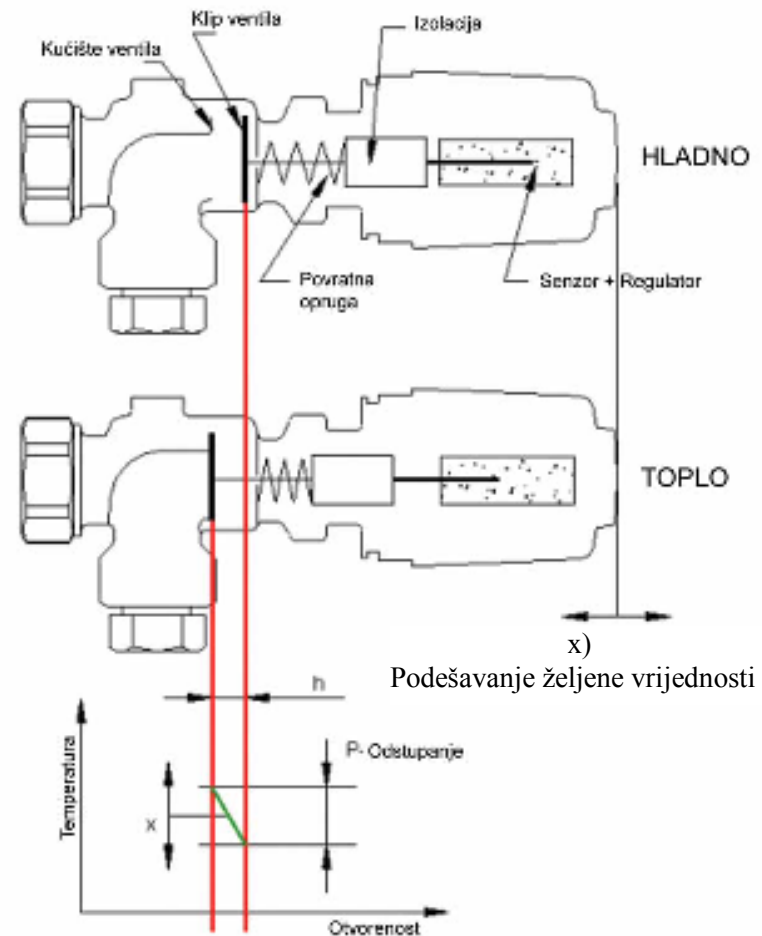 Klip ventila
Izolacija
Kućište ventila
HLADNO
Povratna
opruga
Senzor + Regulator
TOPLO
x)
Podešavanje željene vrijednosti
h
P- Odstupanje
Temperatura
x
Otvorenost